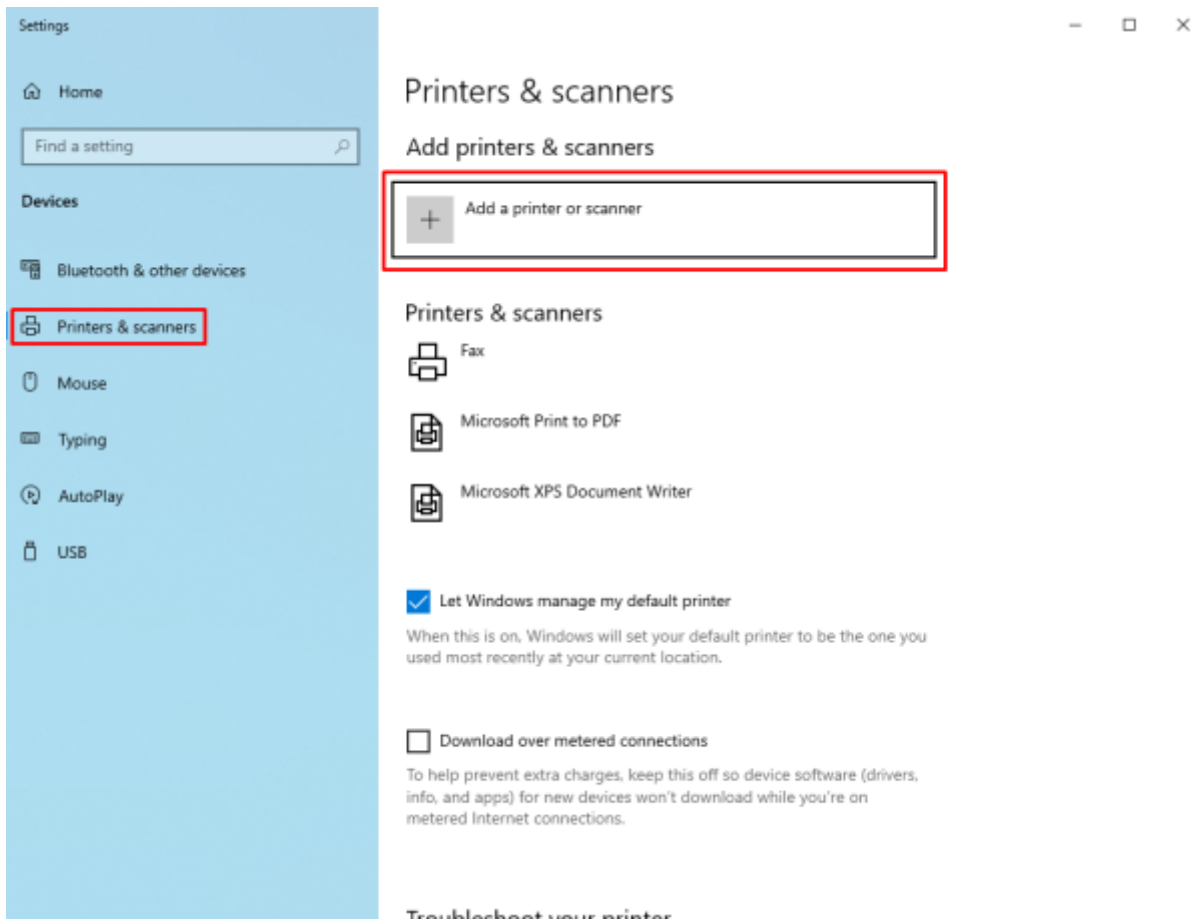 Settings
Home
Find a setting
Devices
Bluetooth & other devices
Printers & scanners
Mouse
Typing
AutoPlay
USB
Printers & scanners
Add printers & scanners
Add a printer or scanner
Printers & scanners
Fax
Microsoft Print to PDF
Microsoft XPS Document Writer
Let Windows manage my default printer
When this is on, Windows will set your default printer to be the one you
used most recently at your current location.
Download over metered connections
To help prevent extra charges, keep this off so device software (drivers,
info, and apps) for new devices won't download while you're on
metered Internet connections.
Troubleshoot your printer